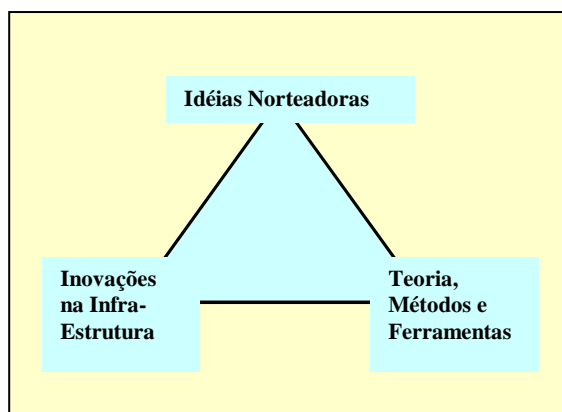 Idéias Norteadoras
Inovações
na Infra-
Estrutura
Teoria,
Métodos e
Ferramentas